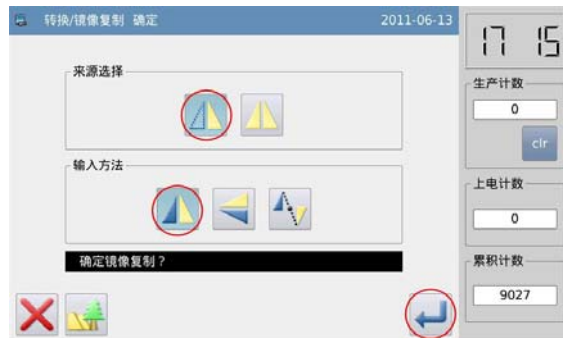 转换/镜像复制 确定 2011-06-13
17 15
来源选择
输入方法
确定镜像复制？
生产计数
0
clr
上电计数
0
累积计数
9027